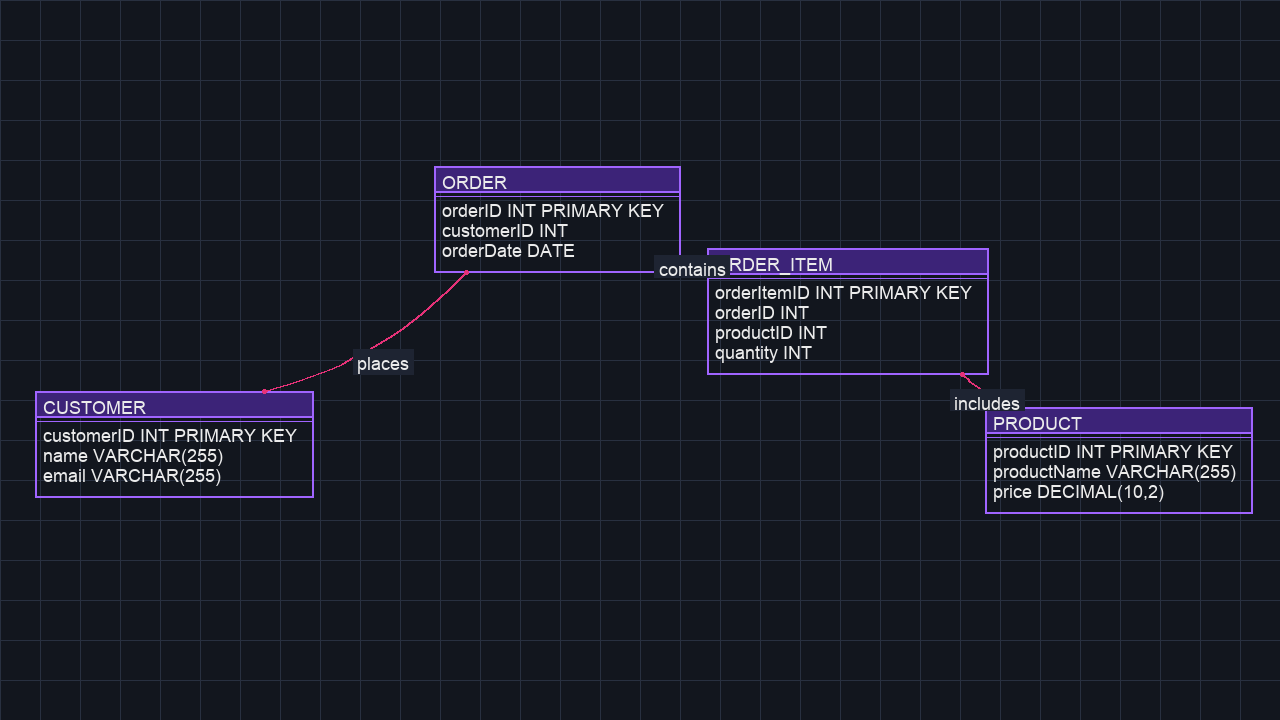 ORDER
orderID INT PRIMARY KEY
customerID INT
orderDate DATE
contains
RDER_ITEM
orderItemID INT PRIMARY KEY
orderID INT
productID INT
quantity INT
places
CUSTOMER
customerID INT PRIMARY KEY
name VARCHAR(255)
email VARCHAR(255)
includes
PRODUCT
productID INT PRIMARY KEY
productName VARCHAR(255)
price DECIMAL(10,2)